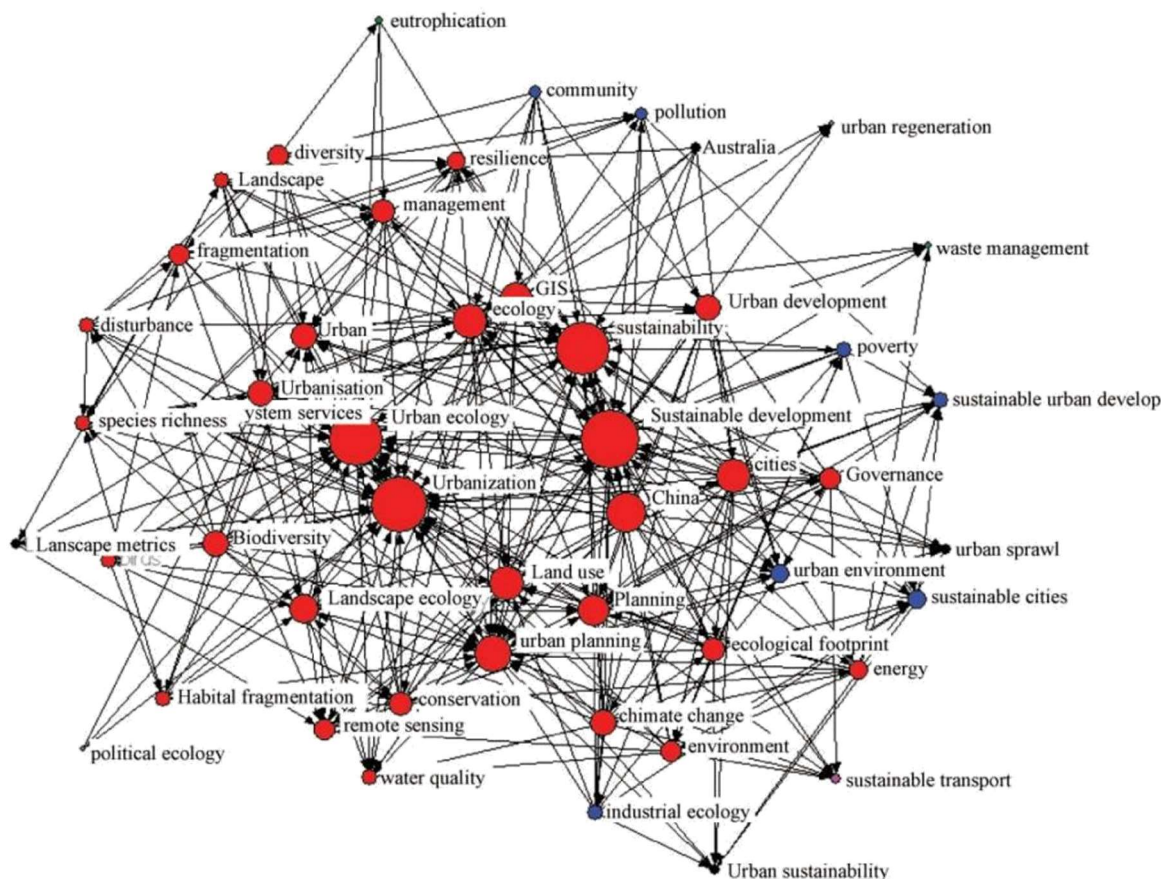 eutrophication
community
pollution
urban regeneration
Australia
diversity
resilience
Landscape
management
fragmentation
waste management
GIS
Urban development
ecology
disturbance
Urban
sustainability
poverty
Urbanisation
sustainable urban develop
ystem services
Urban ecology
Sustainable development
species richness
cities
Governance
Urbanization
China
Biodiversity
Lanscape metrics
urban sprawl
Land use
urban environment
Landscape ecology
Planning
sustainable cities
urban planning
ecological footprint
energy
Habital fragmentation
conservation
chimate change
remote sensing
environment
political ecology
water quality
sustainable transport
industrial ecology
Urban sustainability